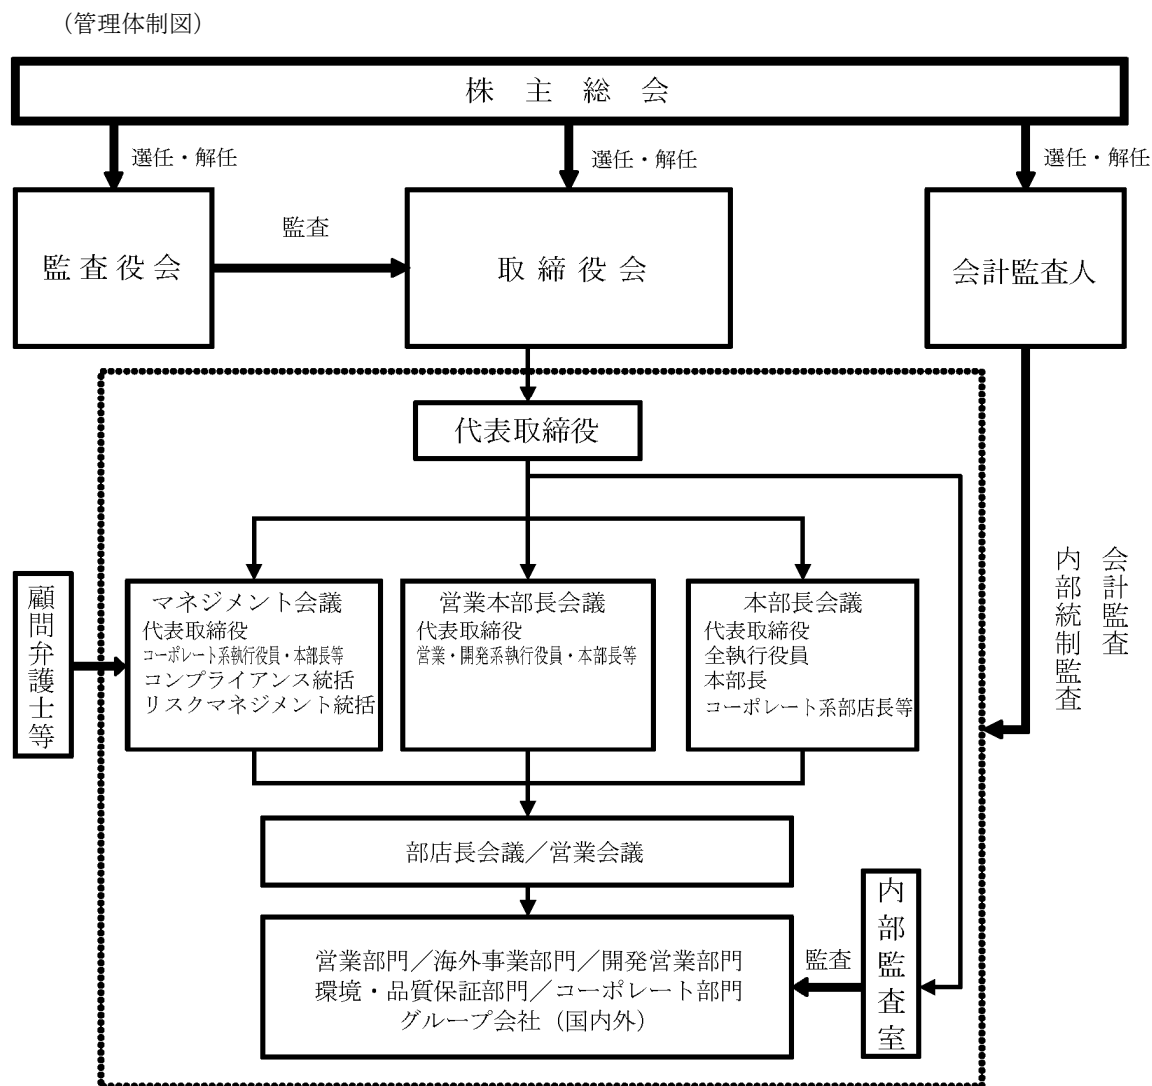 （管理体制図）
株主総会
選任・解任
選任・解任
選任・解任
監査役会
監査
取締役会
会計監査人
代表取締役
会計監査
内部統制監査
顧問弁護士等
マネジメント会議
代表取締役
コーポレート系執行役員・本部長等
コンプライアンス統括
リスクマネジメント統括
営業本部長会議
代表取締役
営業・開発系執行役員・本部長等
本部長会議
代表取締役
全執行役員
本部長
コーポレート系部店長等
部店長会議／営業会議
営業部門／海外事業部門／開発営業部門
環境・品質保証部門／コーポレート部門
グループ会社（国内外）
監査
内部監査室